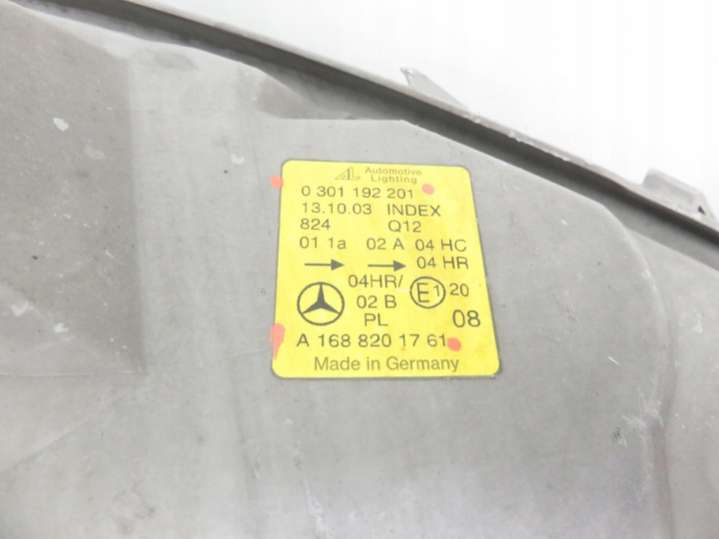 AL Automotive
Lighting
0 301 192 201
13.10.03 INDEX
824 Q12
01 1a 02 A 04 HC
04 HR
04HR/
02 B E1 20
PL 08
A 168 820 17 61
Made in Germany